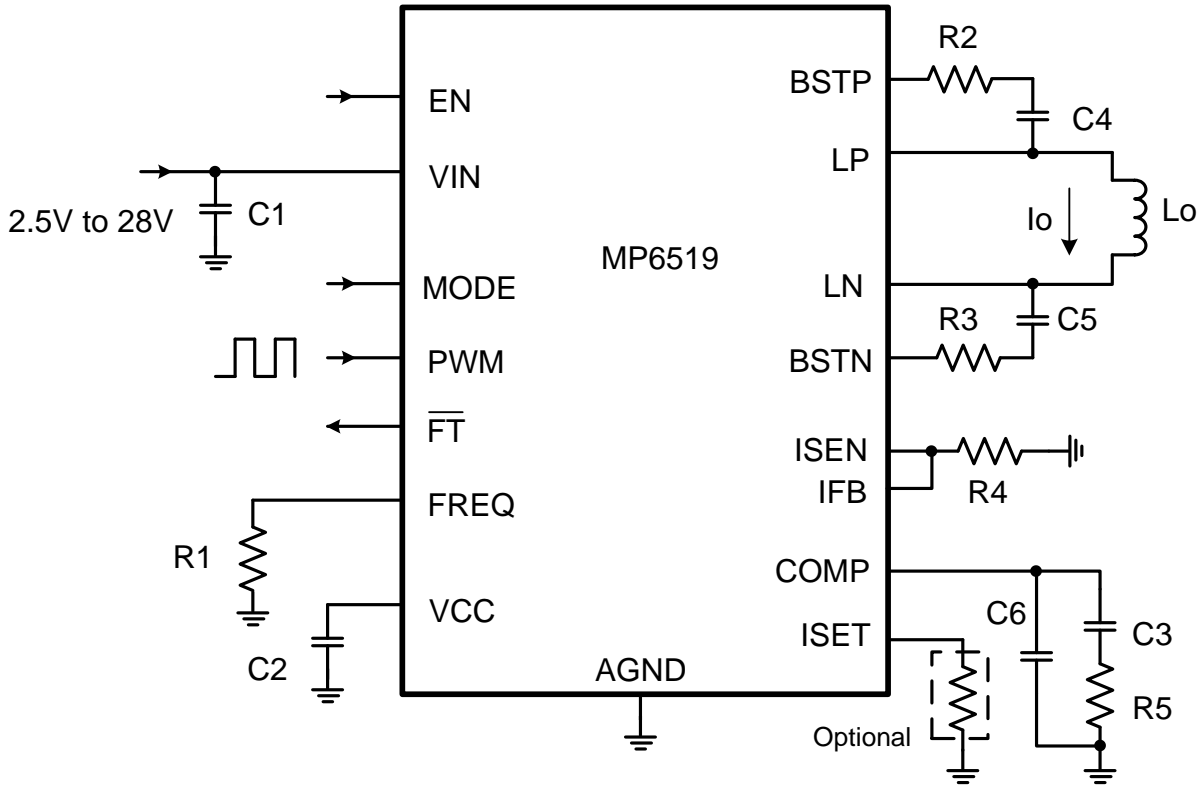 EN
VIN
2.5V to 28V
C1
MODE
PWM
FT
FREQ
R1
VCC
C2
MP6519
AGND
BSTP
R2
C4
LP
Io
Lo
LN
R3
C5
BSTN
ISEN
IFB
R4
COMP
C6
C3
ISET
R5
Optional